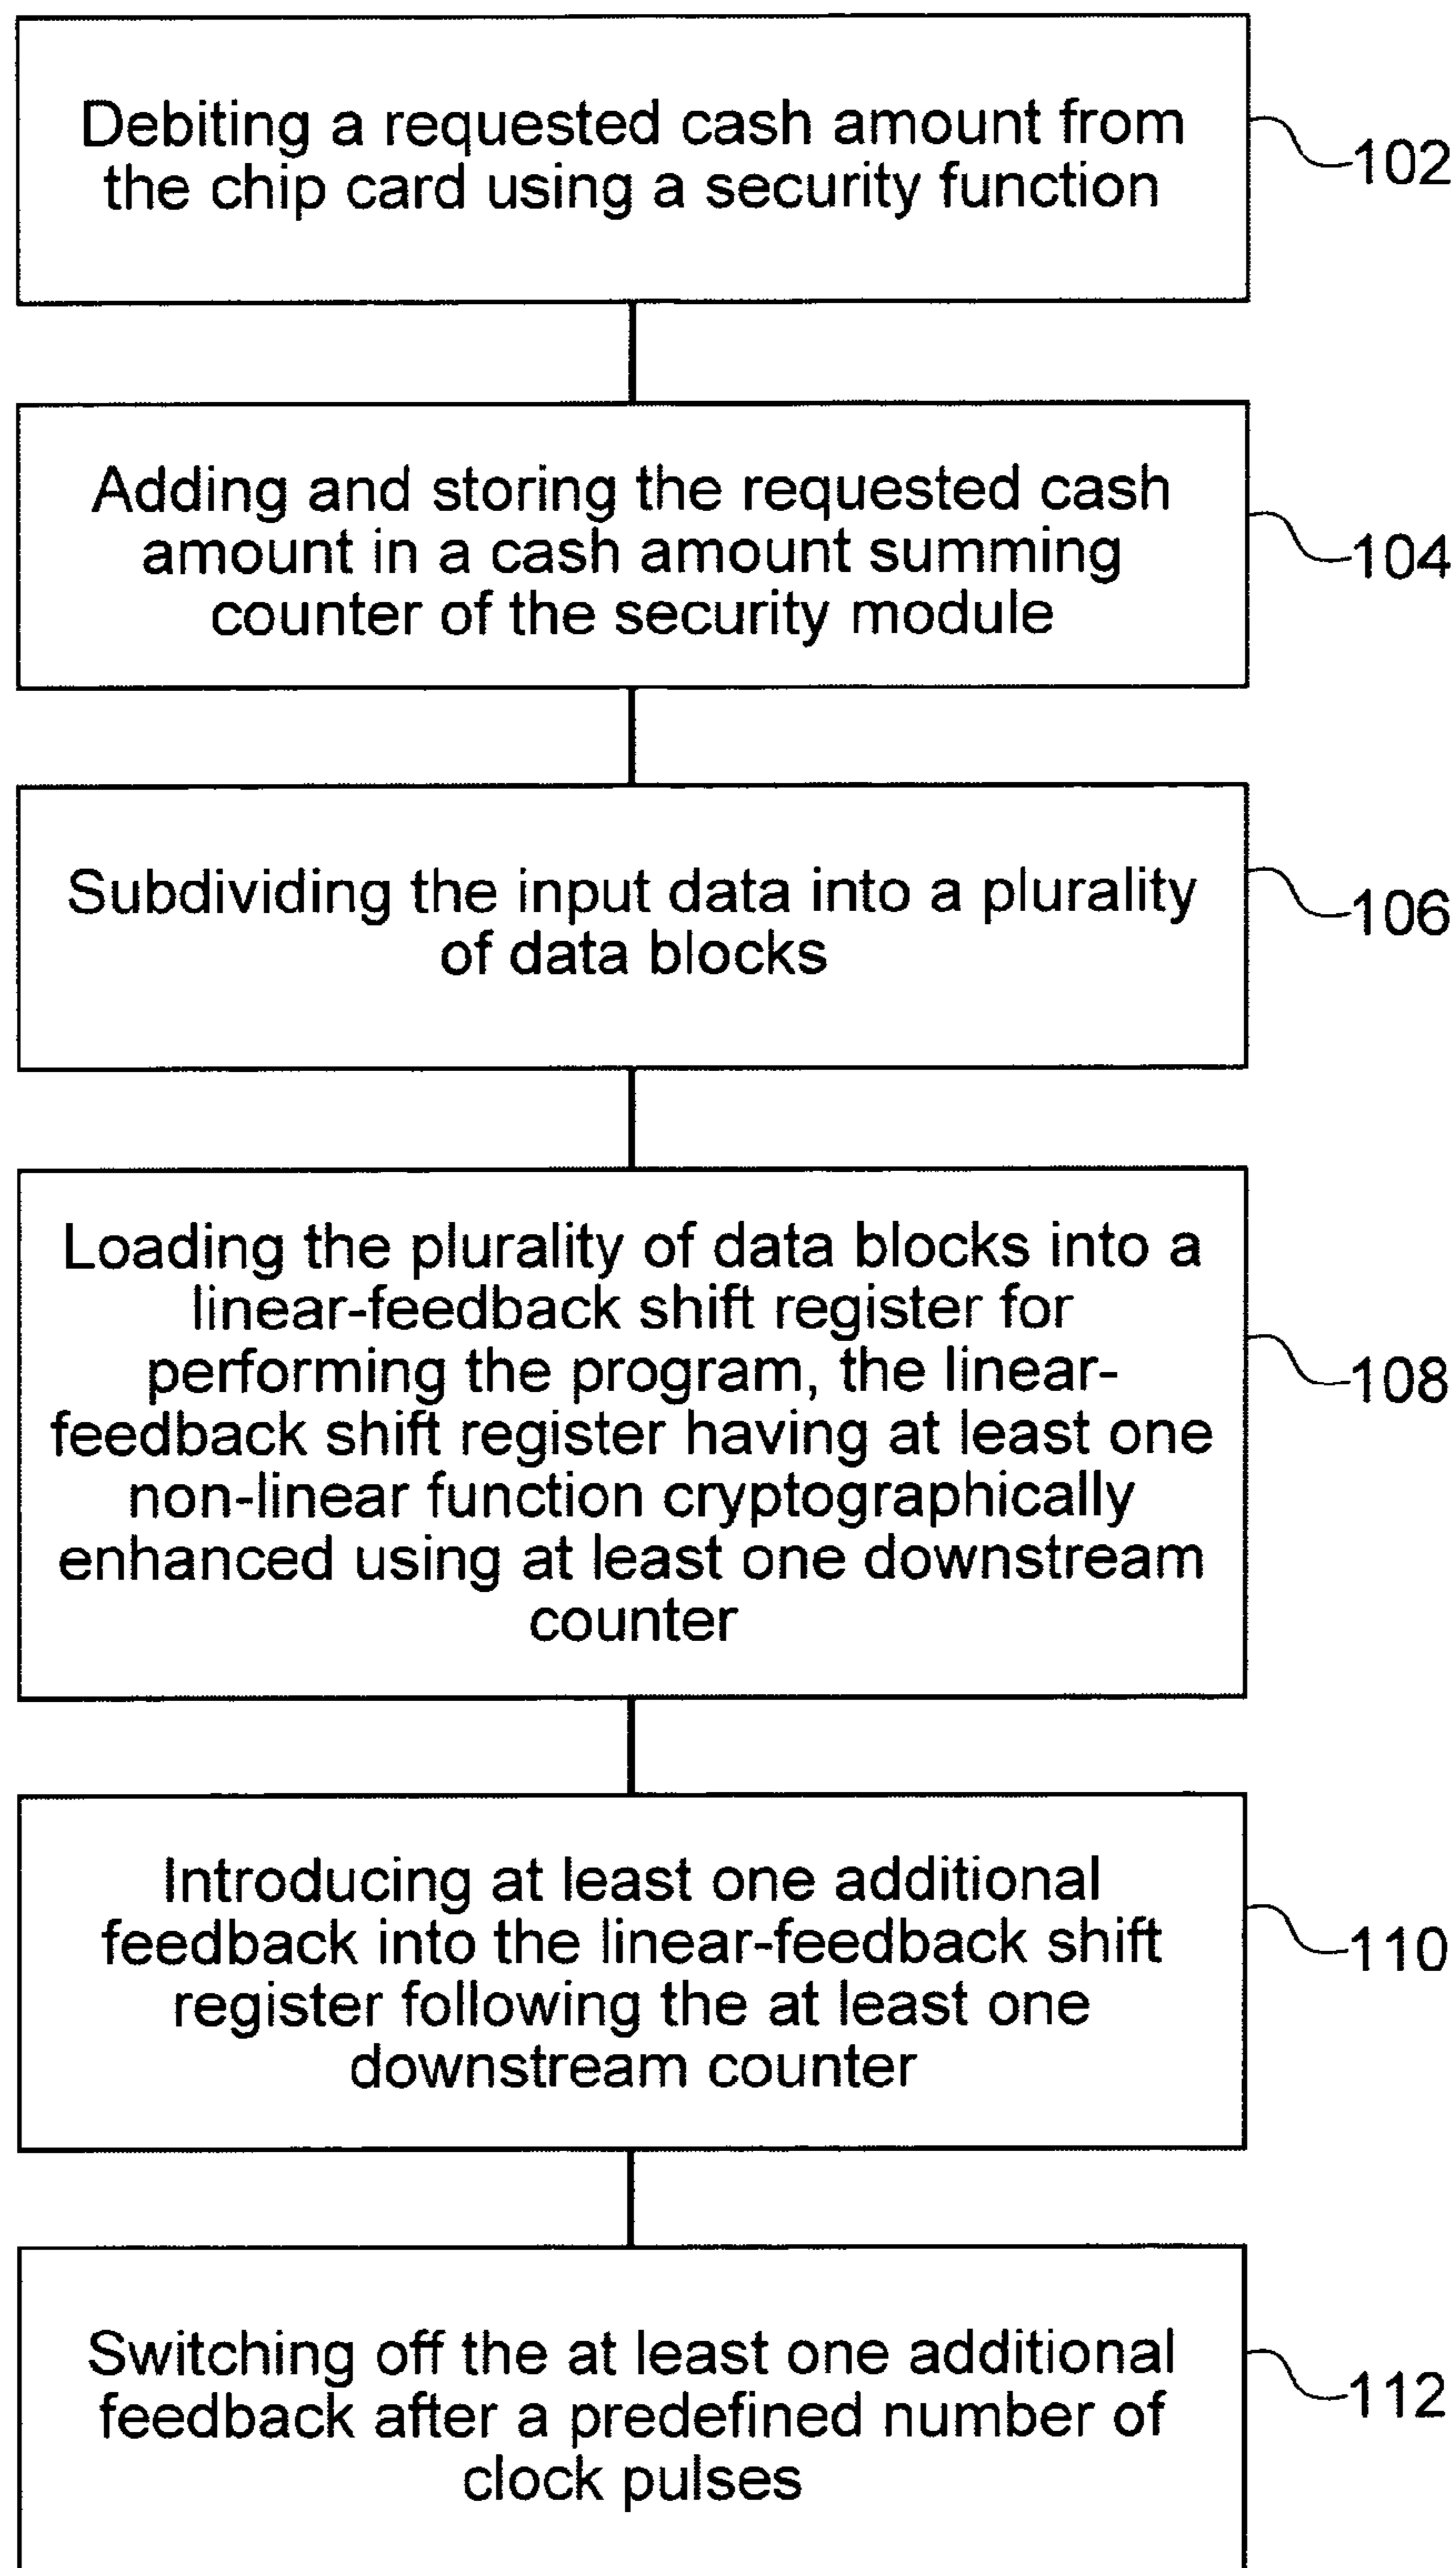 Debiting a requested cash amount from
the chip card using a security function
102
Adding and storing the requested cash
amount in a cash amount summing
counter of the security module
104
Subdividing the input data into a plurality
of data blocks
106
Loading the plurality of data blocks into a
linear-feedback shift register for
performing the program, the linear-
feedback shift register having at least one
non-linear function cryptographically
enhanced using at least one downstream
counter
108
Introducing at least one additional
feedback into the linear-feedback shift
register following the at least one
downstream counter
110
Switching off the at least one additional
feedback after a predefined number of
clock pulses
112